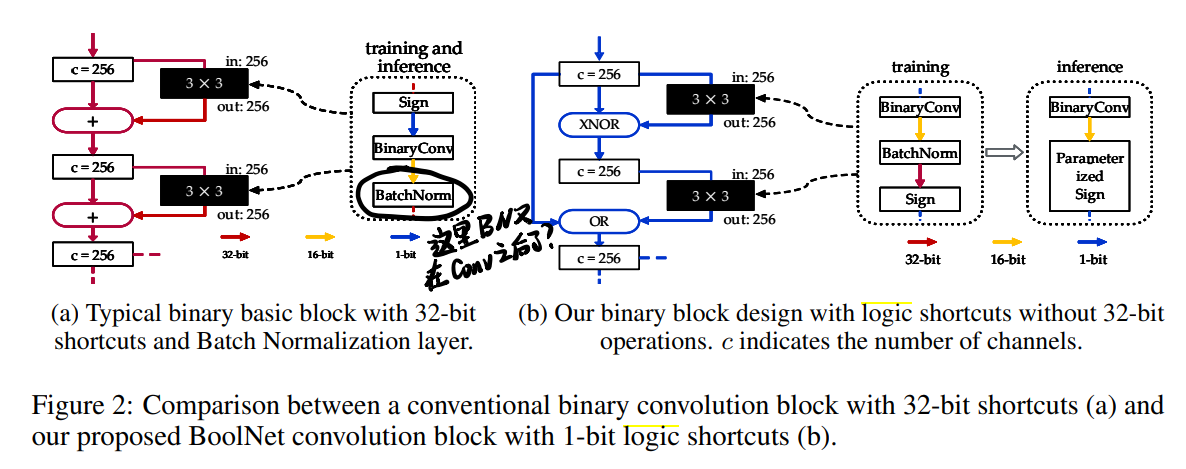 c = 256
in: 256
3 × 3
out: 256
+
c = 256
in: 256
3 × 3
out: 256
+
c = 256
training and
inference
Sign
BinaryConv
BatchNorm
32-bit
16-bit
1-bit
这里BN又
在Conv之后了?
c = 256
in: 256
3 × 3
out: 256
XNOR
c = 256
in: 256
3 × 3
out: 256
OR
c = 256
training
BinaryConv
BatchNorm
Sign
inference
BinaryConv
Parameter
ized
Sign
32-bit
16-bit
1-bit
(a) Typical binary basic block with 32-bit
shortcuts and Batch Normalization layer.
(b) Our binary block design with logic shortcuts without 32-bit
operations. c indicates the number of channels.
Figure 2: Comparison between a conventional binary convolution block with 32-bit shortcuts (a) and
our proposed BoolNet convolution block with 1-bit logic shortcuts (b).